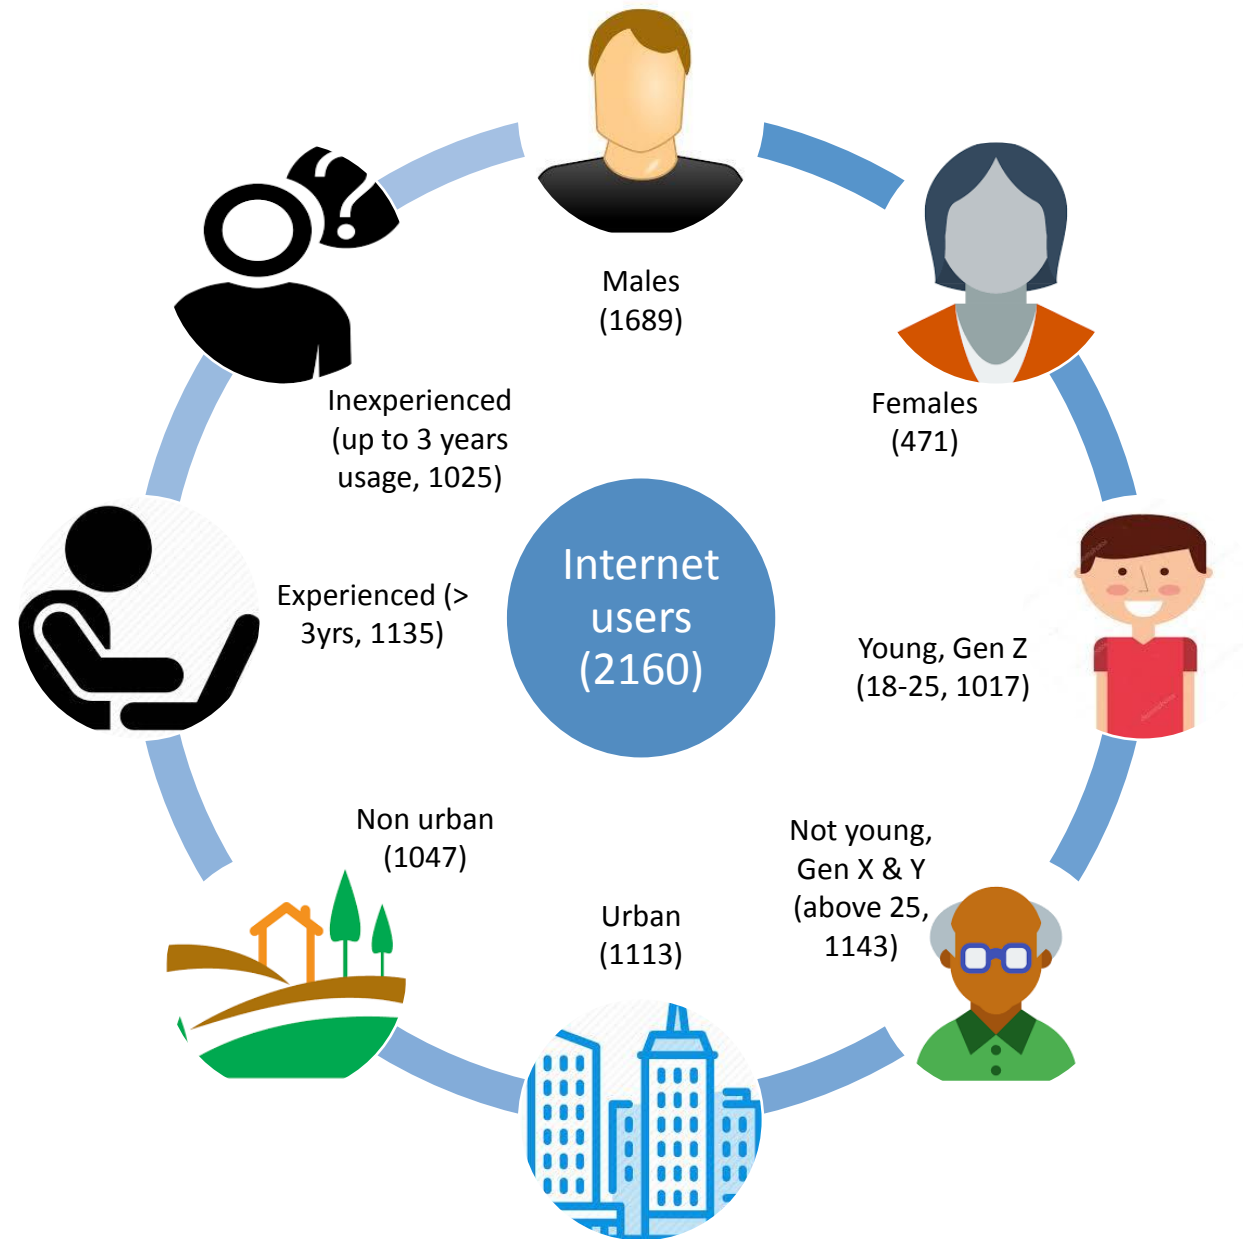 Males
(1689)
Females
(471)
Young, Gen Z
(18-25, 1017)
Not young,
Gen X & Y
(above 25,
1143)
Urban
(1113)
Non urban
(1047)
Experienced (>
3yrs, 1135)
Inexperienced
(up to 3 years
usage, 1025)
Internet
users
(2160)